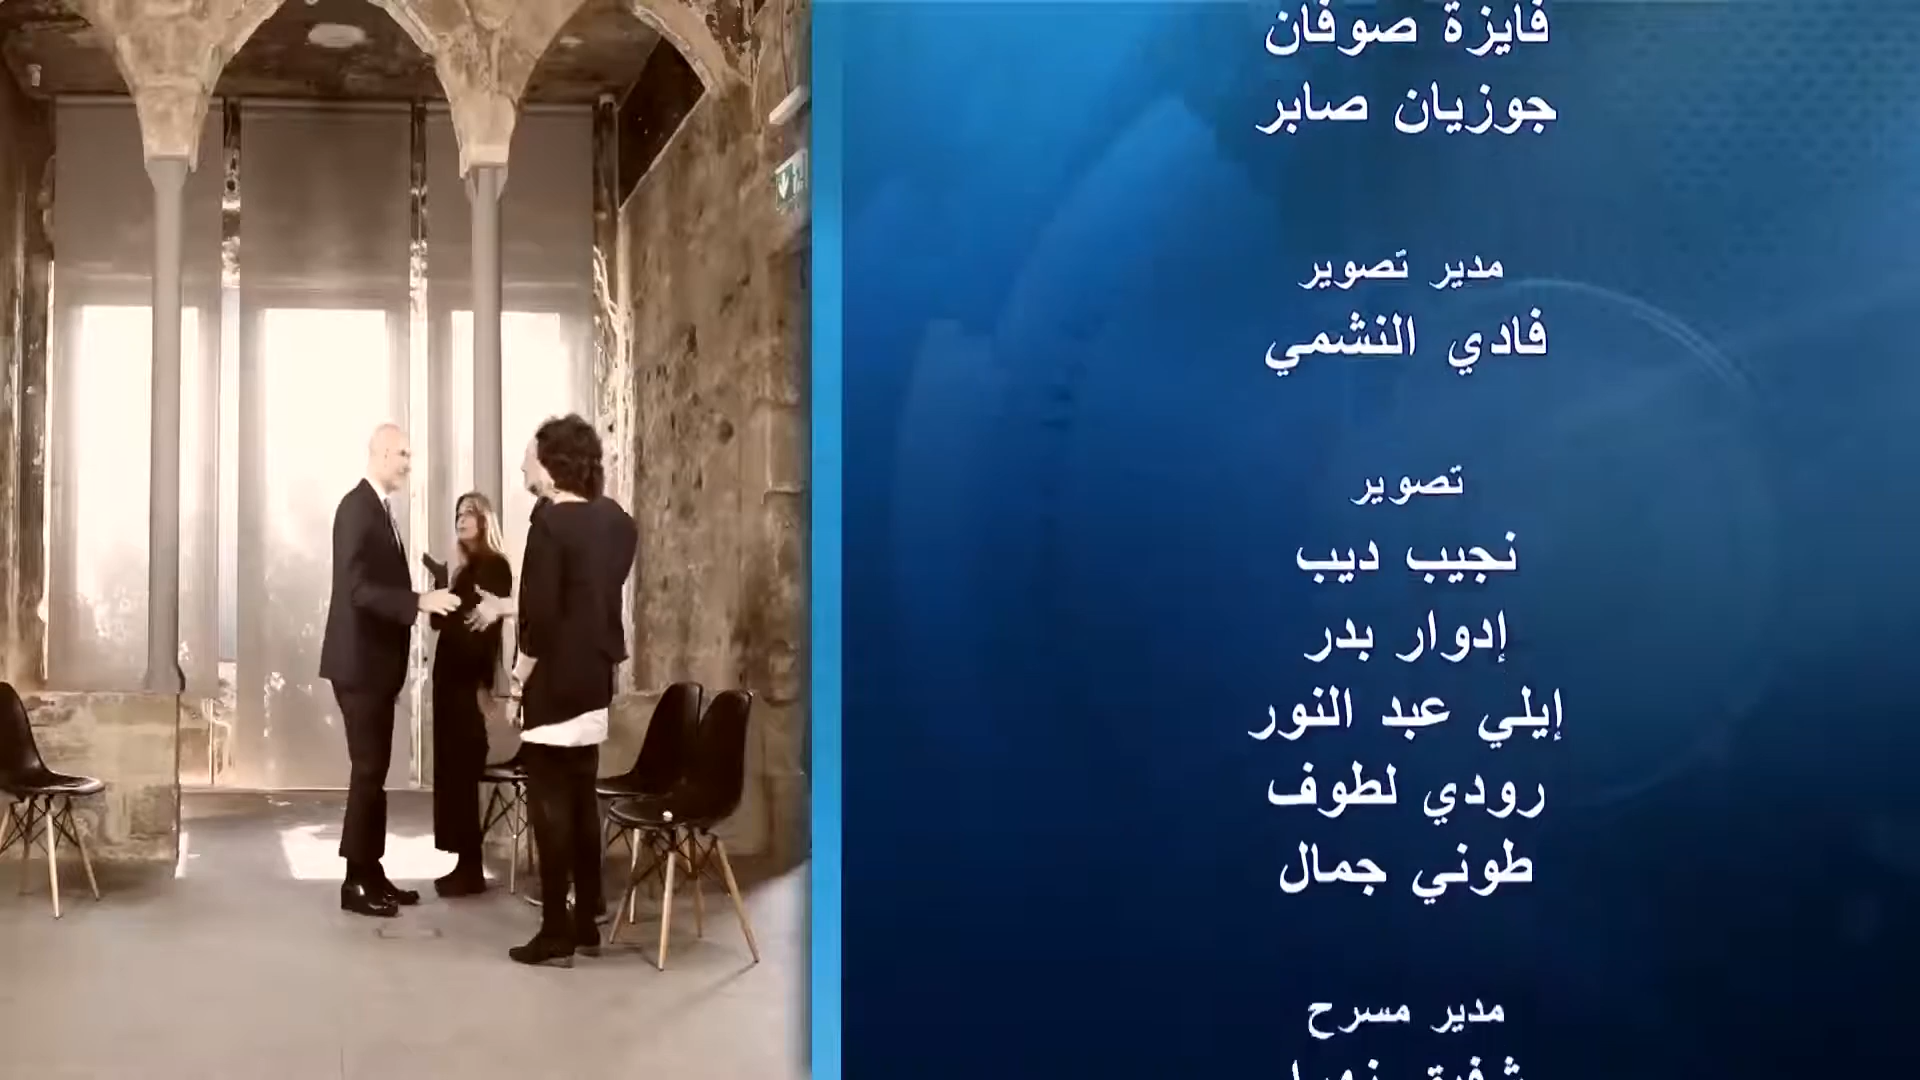 فايزة صوفان
جوزيان صابر
مدير تصوير
فادي النشمي
تصوير
نجيب ديب
إدوار بدر
إيلي عبد النور
رودي لطوف
طوني جمال
مدير مسرح